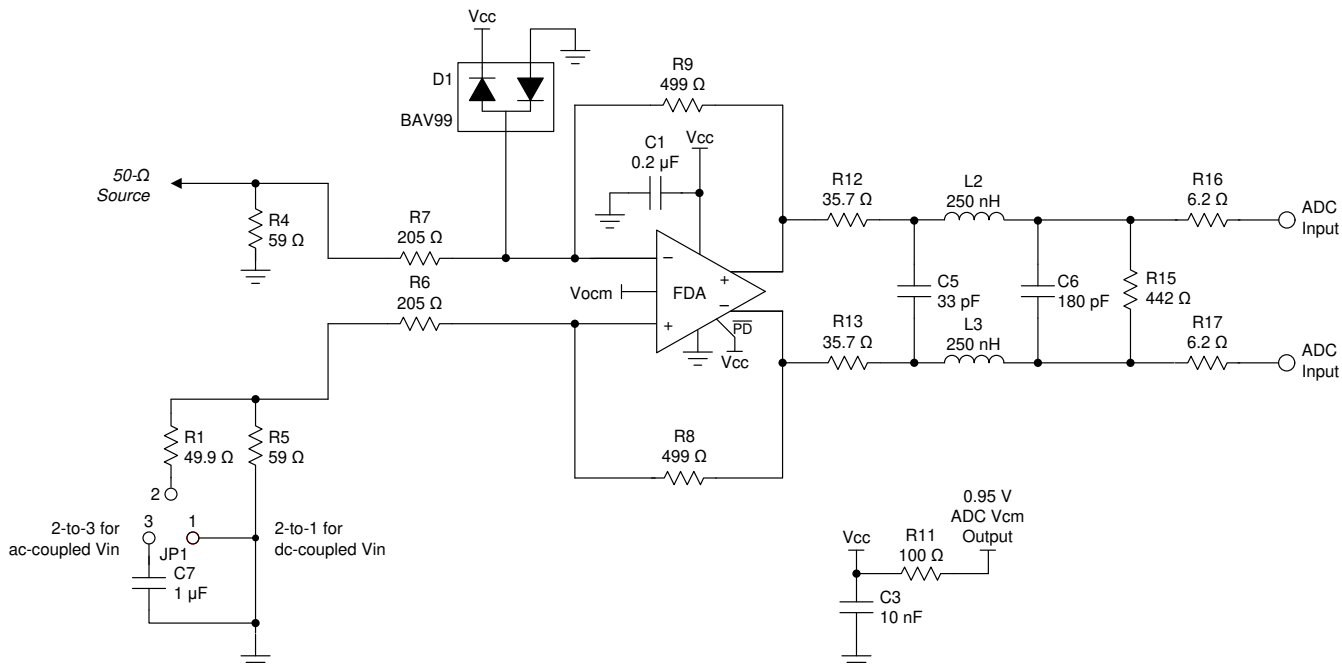 Vcc
D1
BAV99
R9
499 Ω
C1
0.2 µF
Vcc
50-Ω
Source
R4
59 Ω
R7
205 Ω
R6
205 Ω
Vocm
FDA
−
+
+
−
PD
Vcc
R12
35.7 Ω
L2
250 nH
R16
6.2 Ω
ADC
Input
C5
33 pF
C6
180 pF
R15
442 Ω
R13
35.7 Ω
L3
250 nH
R17
6.2 Ω
ADC
Input
R1
49.9 Ω
R5
59 Ω
R8
499 Ω
2
3
1
2-to-3 for
ac-coupled Vin
2-to-1 for
dc-coupled Vin
JP1
C7
1 µF
Vcc
R11
100 Ω
0.95 V
ADC Vcm
Output
C3
10 nF